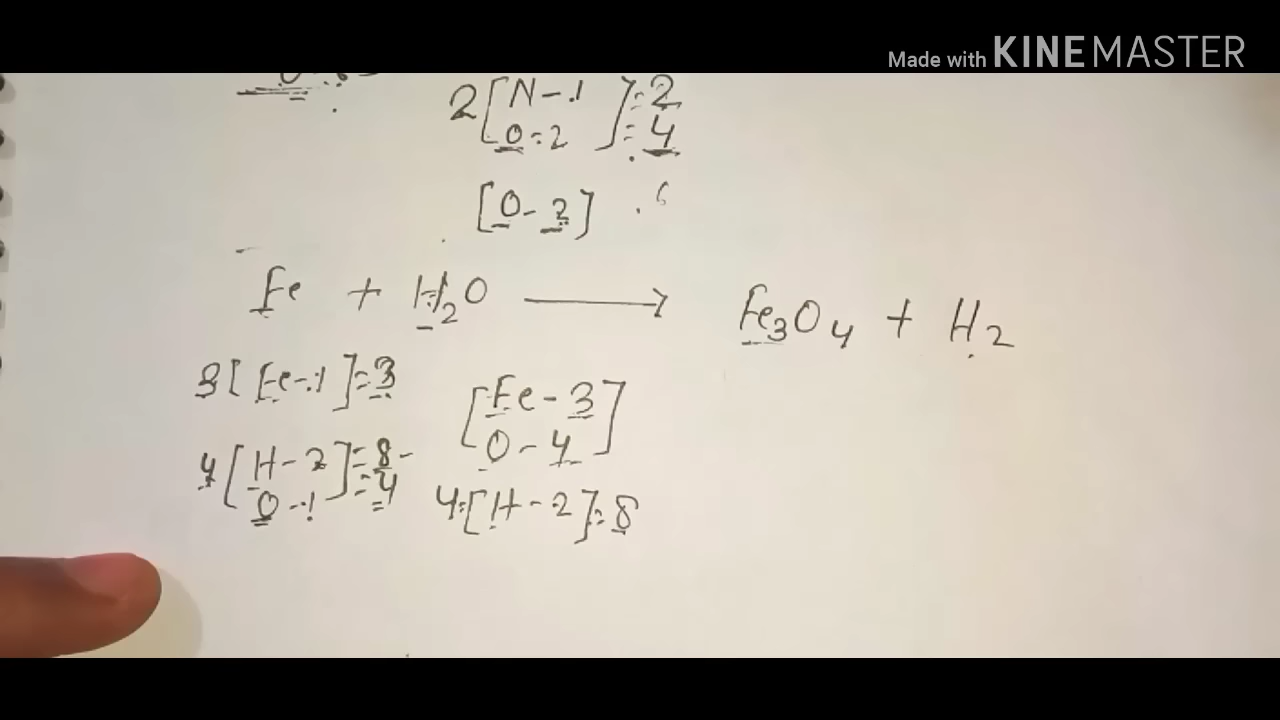 Made with KINEMASTER
2[N-1]=2
O=2 =4
[O-3] .6
Fe + H2O → Fe3O4 + H2
3[Fe-1]=3
[Fe-3
O-4]
4[H-2]=8-
O-1 =4
4[H-2]=8